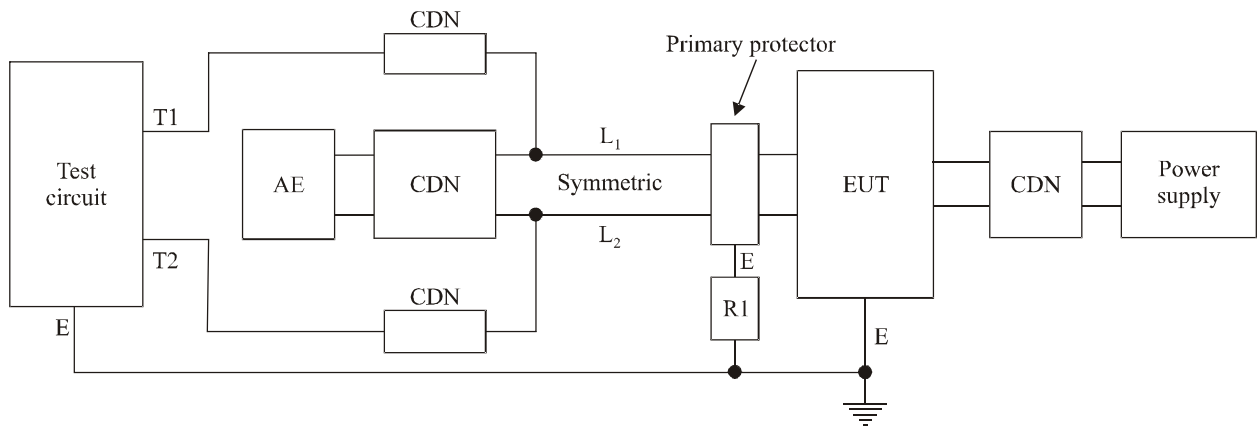 CDN
Primary protector
T1
L1
Test
circuit
AE
CDN
Symmetric
EUT
CDN
Power
supply
L2
T2
E
CDN
R1
E
E